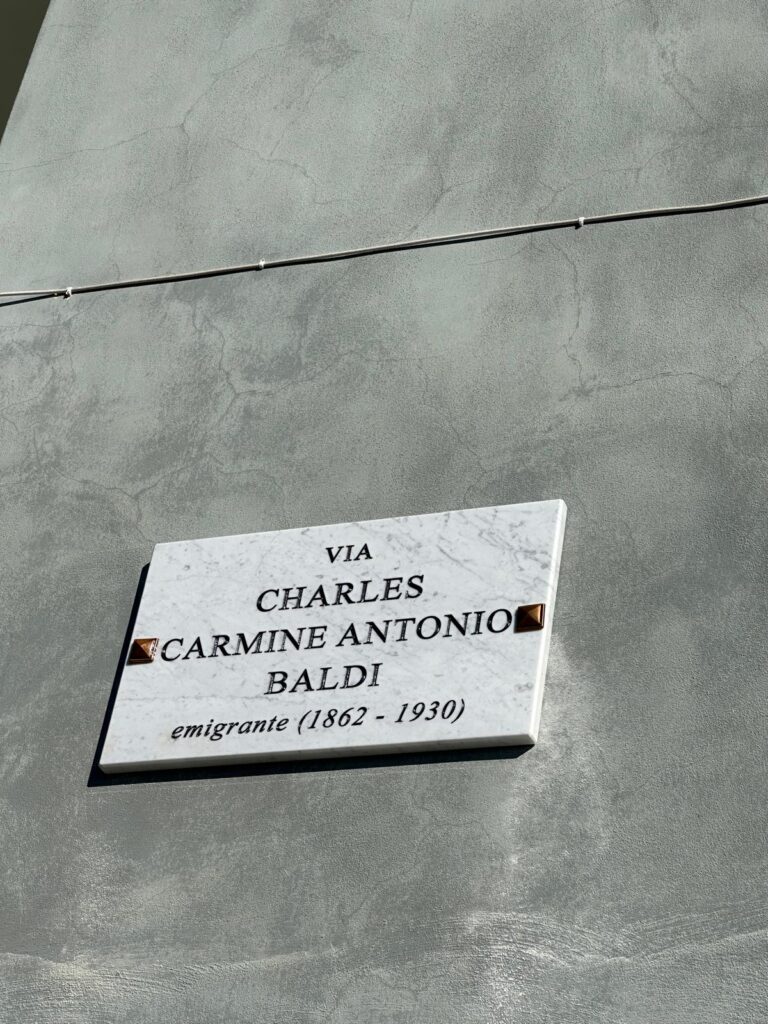 VIA
CHARLES
CARMINE ANTONIO
BALDI
emigrante (1862 - 1930)